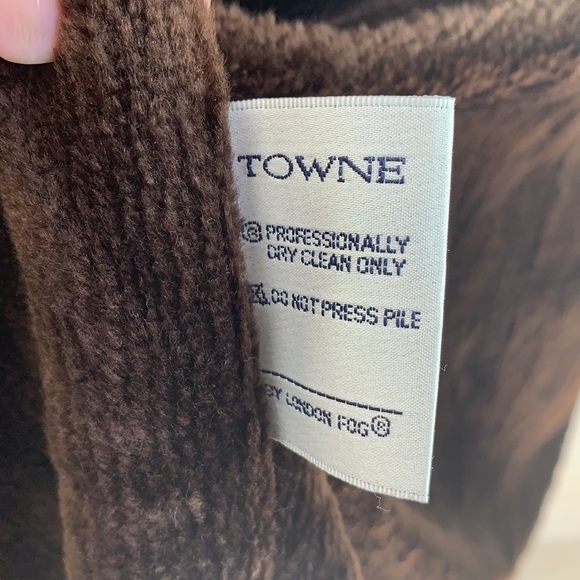 TOWNE
® PROFESSIONALLY
DRY CLEAN ONLY
DO NOT PRESS PILE
BY LONDON FOG®